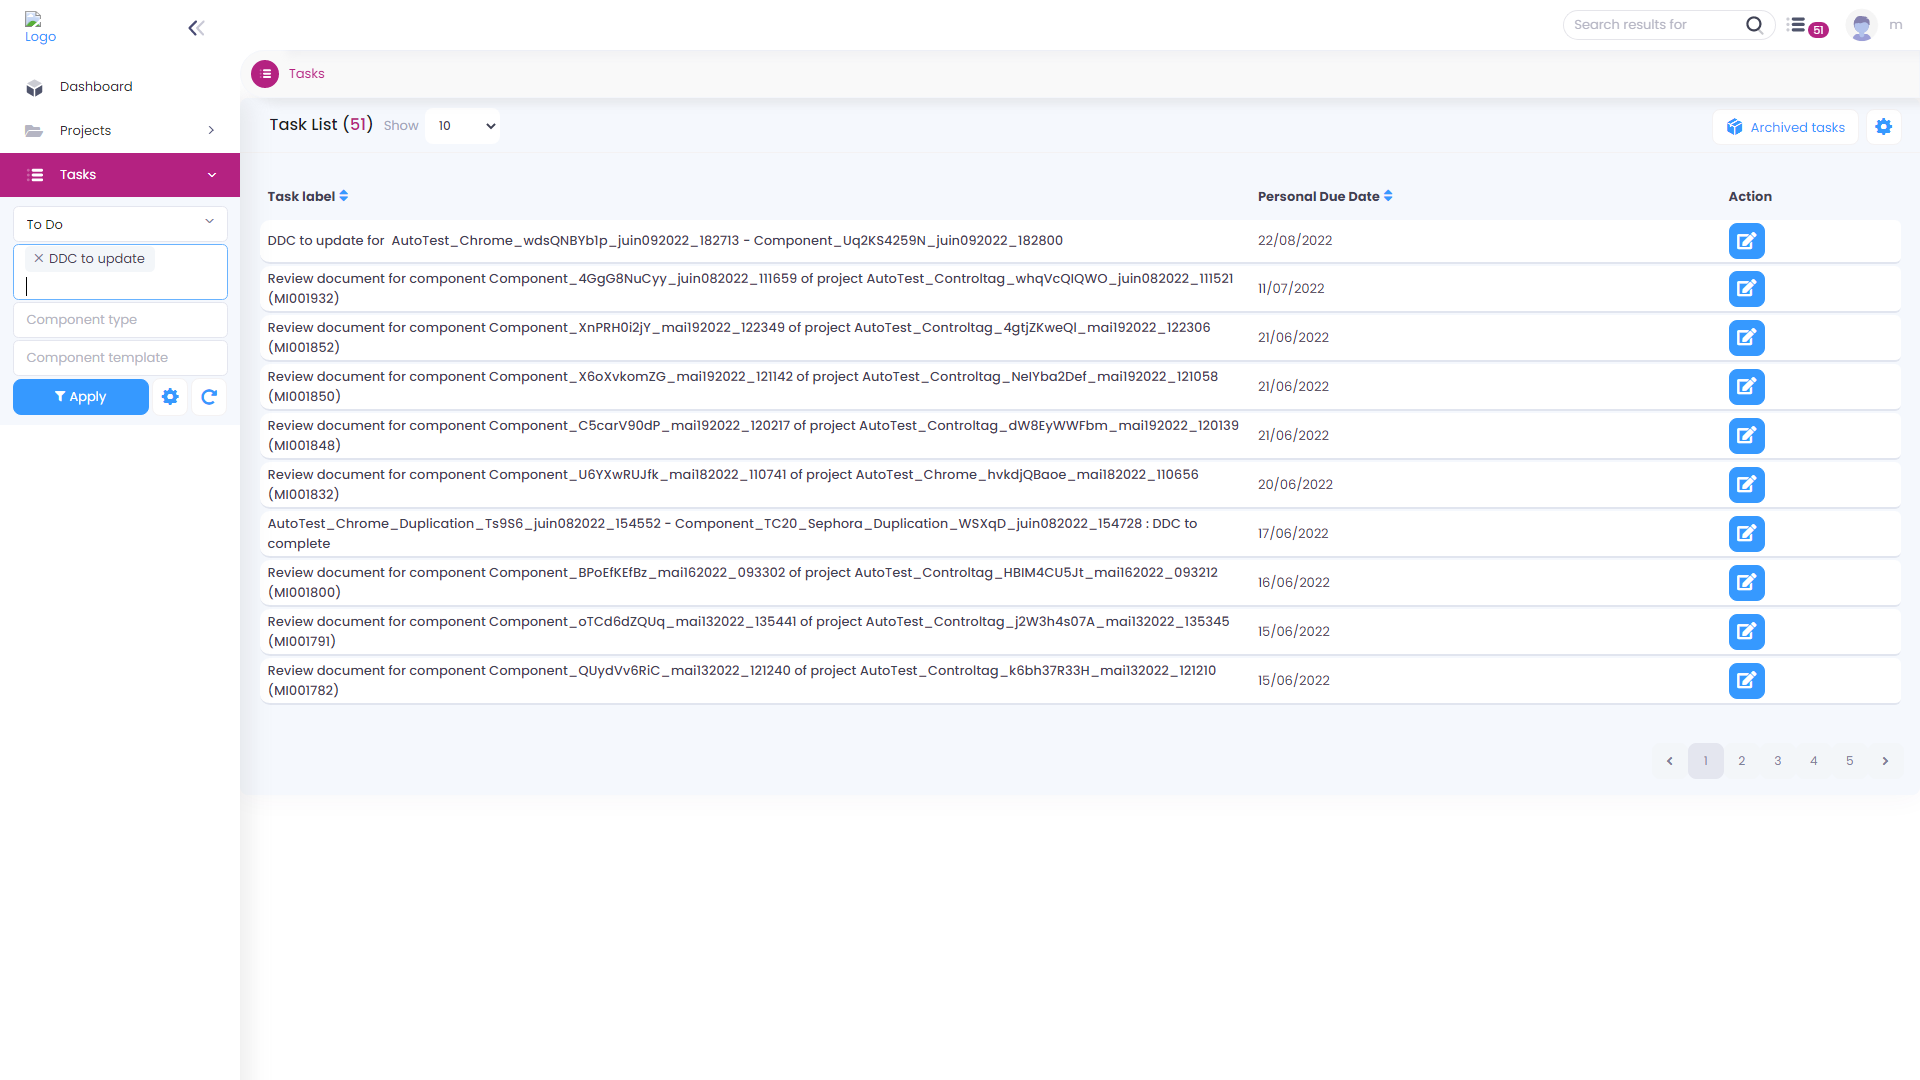 Logo
Search results for
51
m
Dashboard
Projects
Tasks
To Do
DDC to update
Component type
Component template
Apply
Tasks
Task List (51)
Show
10
Archived tasks
Task label
Personal Due Date
Action
DDC to update for  AutoTest_Chrome_wdsQNBYb1p_juin092022_182713 - Component_Uq2KS4259N_juin092022_182800
22/08/2022
Review document for component Component_4GgG8NuCyy_juin082022_111659 of project AutoTest_Controltag_whqVcQIQWO_juin082022_111521
(MI001932)
11/07/2022
Review document for component Component_XnPRH0i2jY_mai192022_122349 of project AutoTest_Controltag_4gtjZKweQI_mai192022_122306
(MI001852)
21/06/2022
Review document for component Component_X6oXvkomZG_mai192022_121142 of project AutoTest_Controltag_NeIYba2Def_mai192022_121058
(MI001850)
21/06/2022
Review document for component Component_C5carV90dP_mai192022_120217 of project AutoTest_Controltag_dW8EyWWFbm_mai192022_120139
(MI001848)
21/06/2022
Review document for component Component_U6YXwRUJfk_mai182022_110741 of project AutoTest_Chrome_hvkdjQBaoe_mai182022_110656
(MI001832)
20/06/2022
AutoTest_Chrome_Duplication_Ts9S6_juin082022_154552 - Component_TC20_Sephora_Duplication_WSXqD_juin082022_154728 : DDC to
complete
17/06/2022
Review document for component Component_BPoEfKEfBz_mai162022_093302 of project AutoTest_Controltag_HBIM4CU5Jt_mai162022_093212
(MI001800)
16/06/2022
Review document for component Component_oTCd6dZQUq_mai132022_135441 of project AutoTest_Controltag_j2W3h4s07A_mai132022_135345
(MI001791)
15/06/2022
Review document for component Component_QUydVv6RiC_mai132022_121240 of project AutoTest_Controltag_k6bh37R33H_mai132022_121210
(MI001782)
15/06/2022
1
2
3
4
5